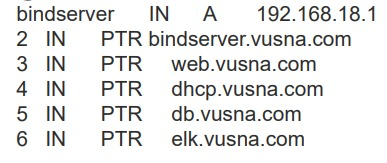 bindserver IN A 192.168.18.1
2 IN PTR bindserver.vusna.com
3 IN PTR web.vusna.com
4 IN PTR dhcp.vusna.com
5 IN PTR db.vusna.com
6 IN PTR elk.vusna.com